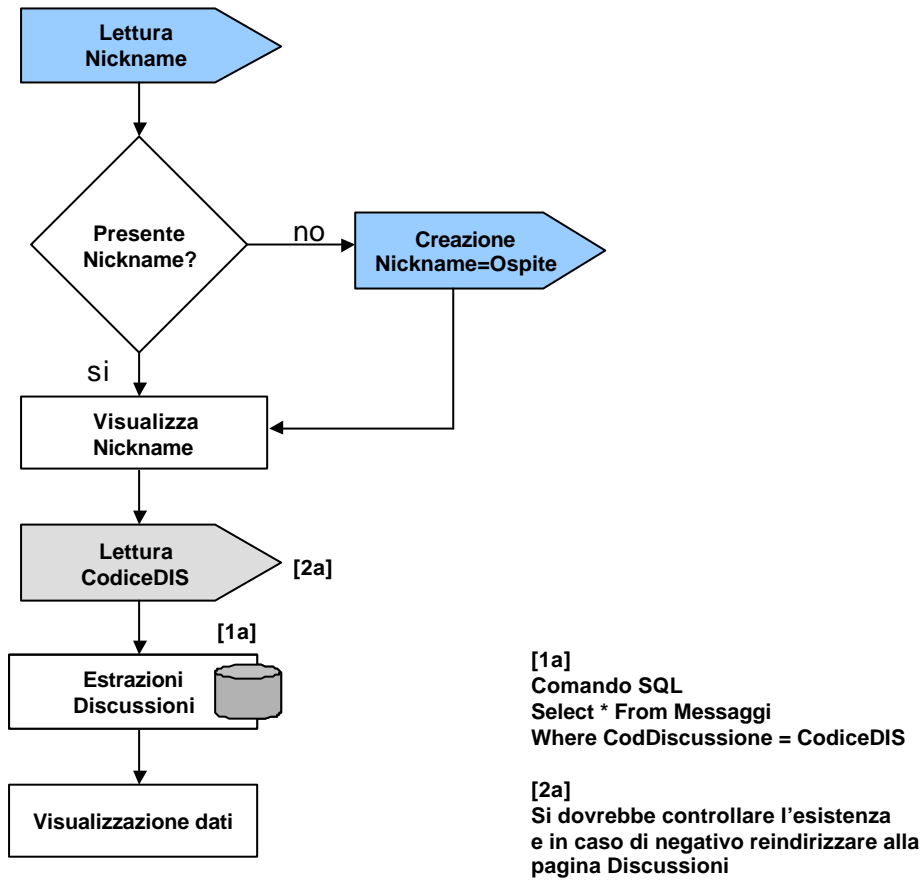 Lettura
Nickname
Presente
Nickname?
no
Creazione
Nickname=Ospite
si
Visualizza
Nickname
Lettura
CodiceDIS
[2a]
[1a]
Estrazioni
Discussioni
Visualizzazione dati
[1a]
Comando SQL
Select * From Messaggi
Where CodDiscussione = CodiceDIS
[2a]
Si dovrebbe controllare l’esistenza
e in caso di negativo reindirizzare alla
pagina Discussioni